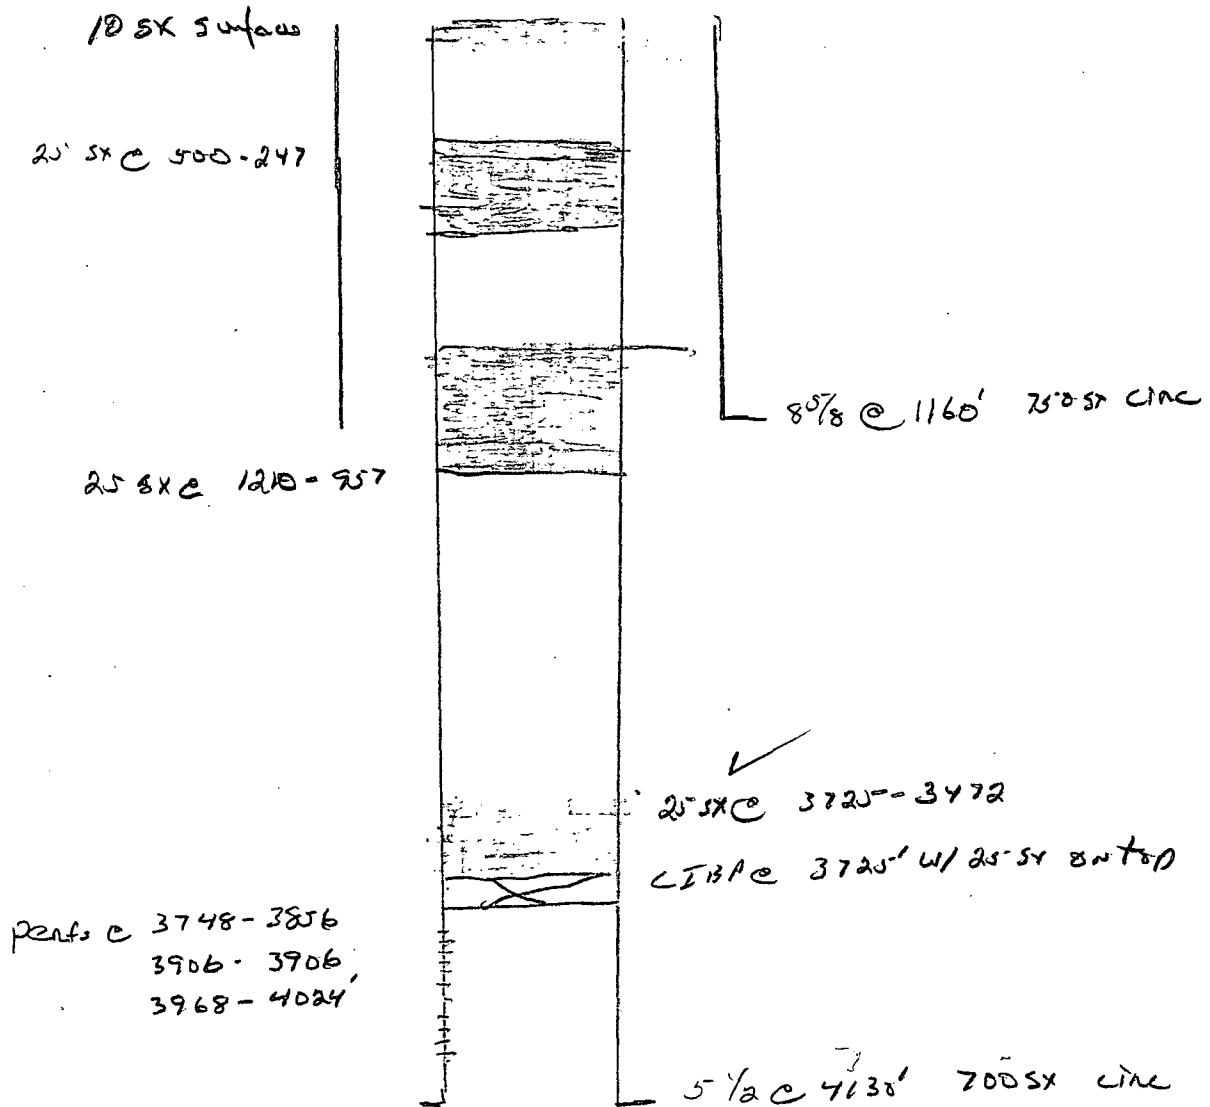 10 SX Surface
25 SX @ 500-247
8 5/8 @ 1160' 750 SX circ
25 SX @ 1210-957
25 SX @ 3725-3472
CIBP @ 3725' w/ 25 SX on top
perfs @ 3748-3856
3906-3906
3968-4024'
5 1/2 @ 4130' 700 SX circ